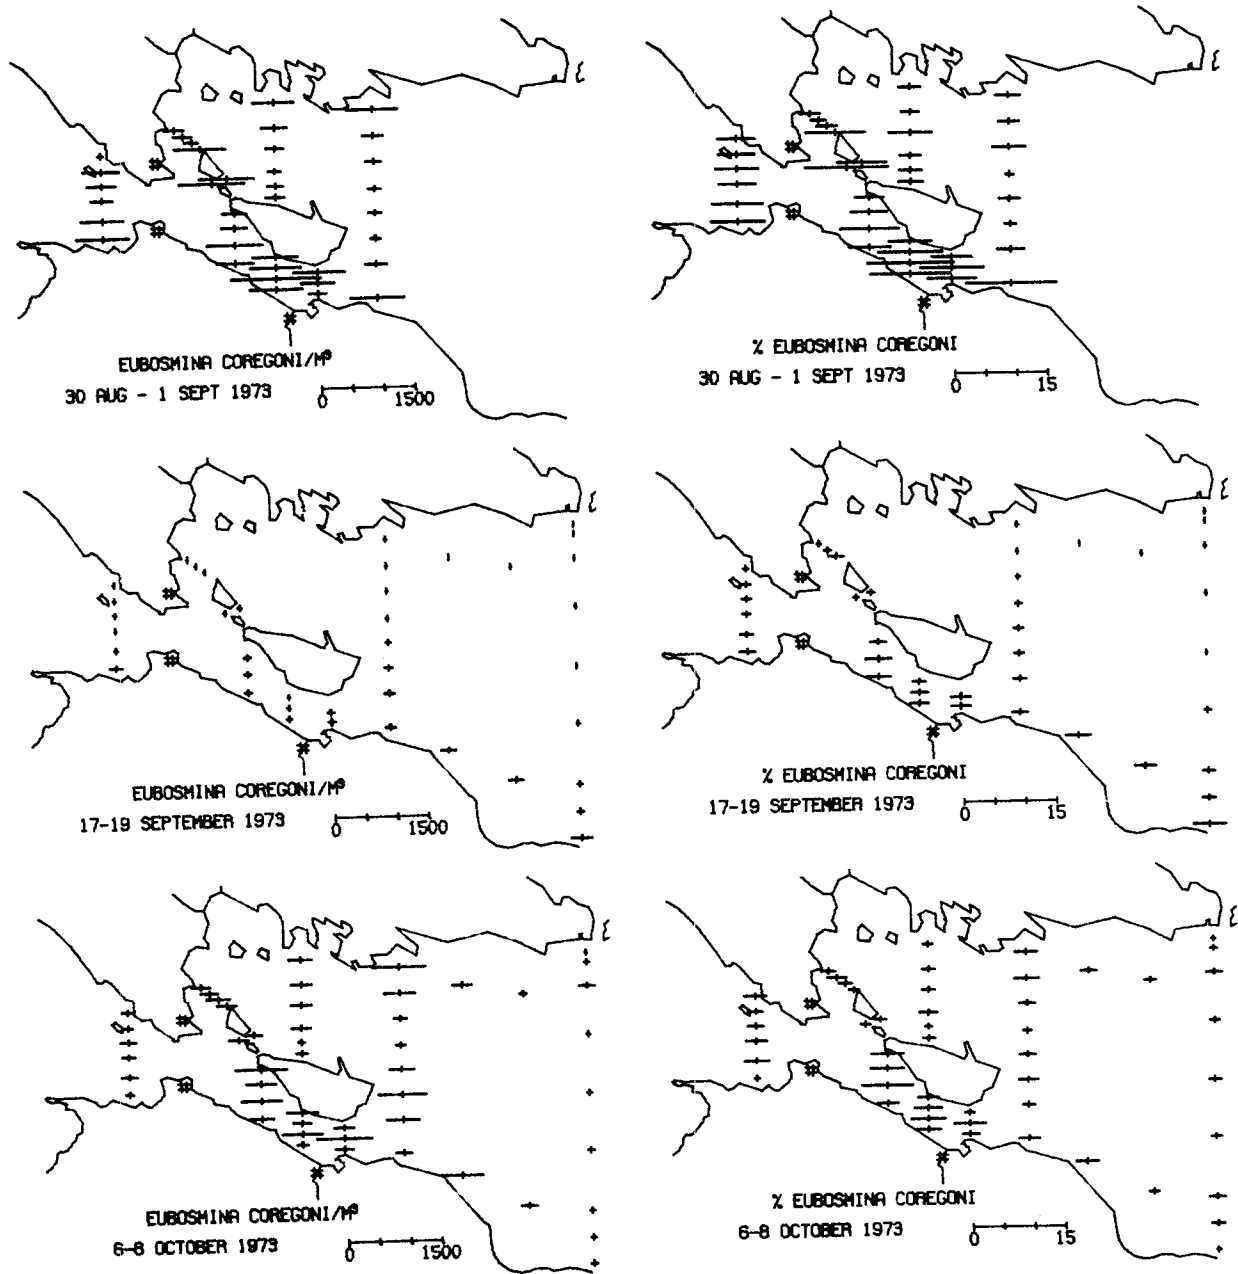 EUBOSMINA COREGONI/M³
30 AUG - 1 SEPT 1973
0 1500
% EUBOSMINA COREGONI
30 AUG - 1 SEPT 1973
0 15
EUBOSMINA COREGONI/M³
17-19 SEPTEMBER 1973
0 1500
% EUBOSMINA COREGONI
17-19 SEPTEMBER 1973
0 15
EUBOSMINA COREGONI/M³
6-8 OCTOBER 1973
0 1500
% EUBOSMINA COREGONI
6-8 OCTOBER 1973
0 15